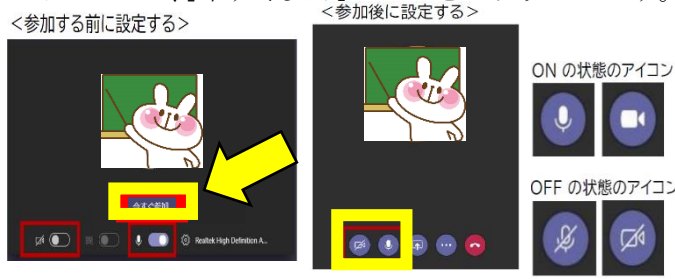 <参加する前に設定する>
<参加後に設定する>
ON の状態のアイコン
OFF の状態のアイコン
今すぐ参加
Realtek High Definition A...